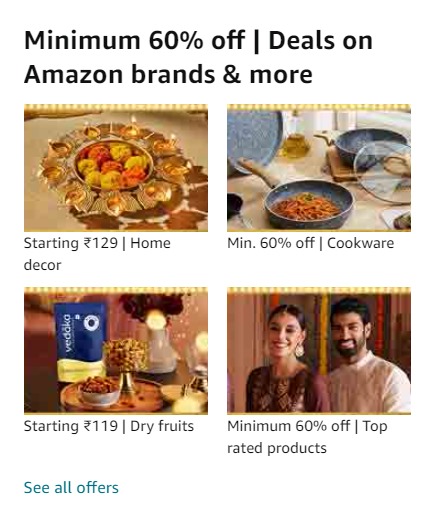 Minimum 60% off | Deals on
Amazon brands & more
Starting ₹129 | Home
decor
Min. 60% off | Cookware
vedāka
Starting ₹119 | Dry fruits
Minimum 60% off | Top
rated products
See all offers